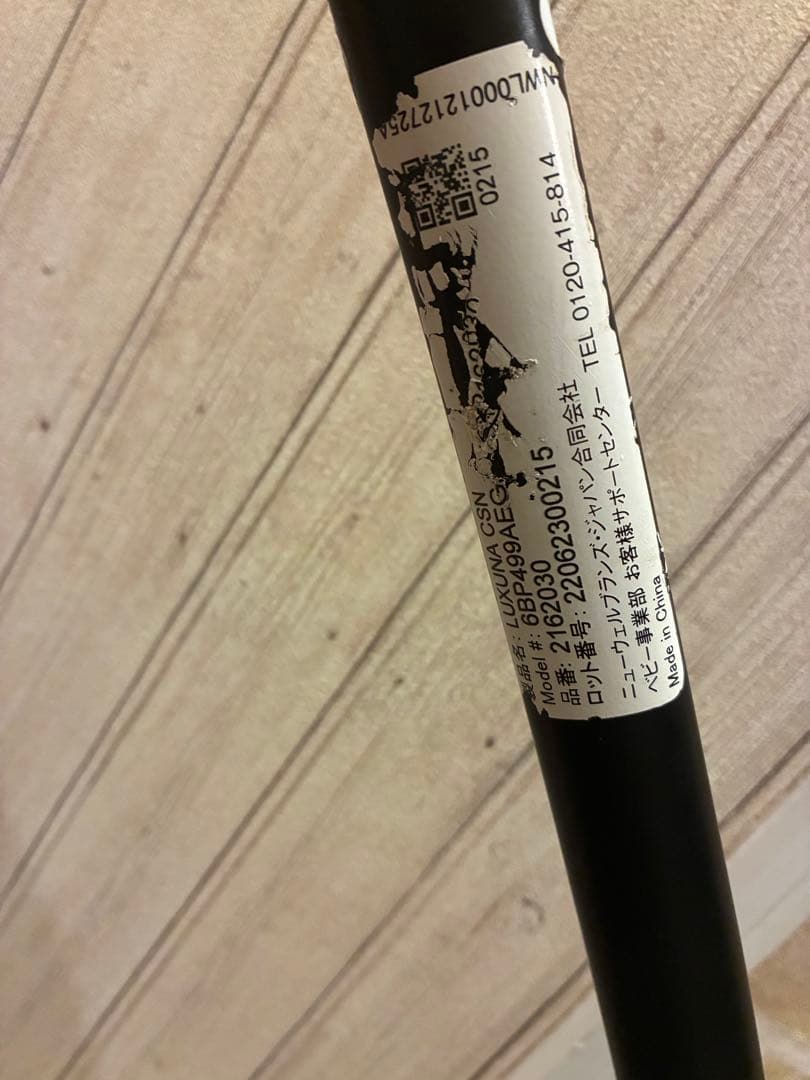 製品名: LUXUNA CSN
Model #: 6BP499AEG
品番: 2162030
ロット番号: 22062300215
ニューウェルブランズ・ジャパン合同会社
ベビー事業部 お客様サポートセンター TEL 0120-415-814
Made in China
0215
NWL0001212725A